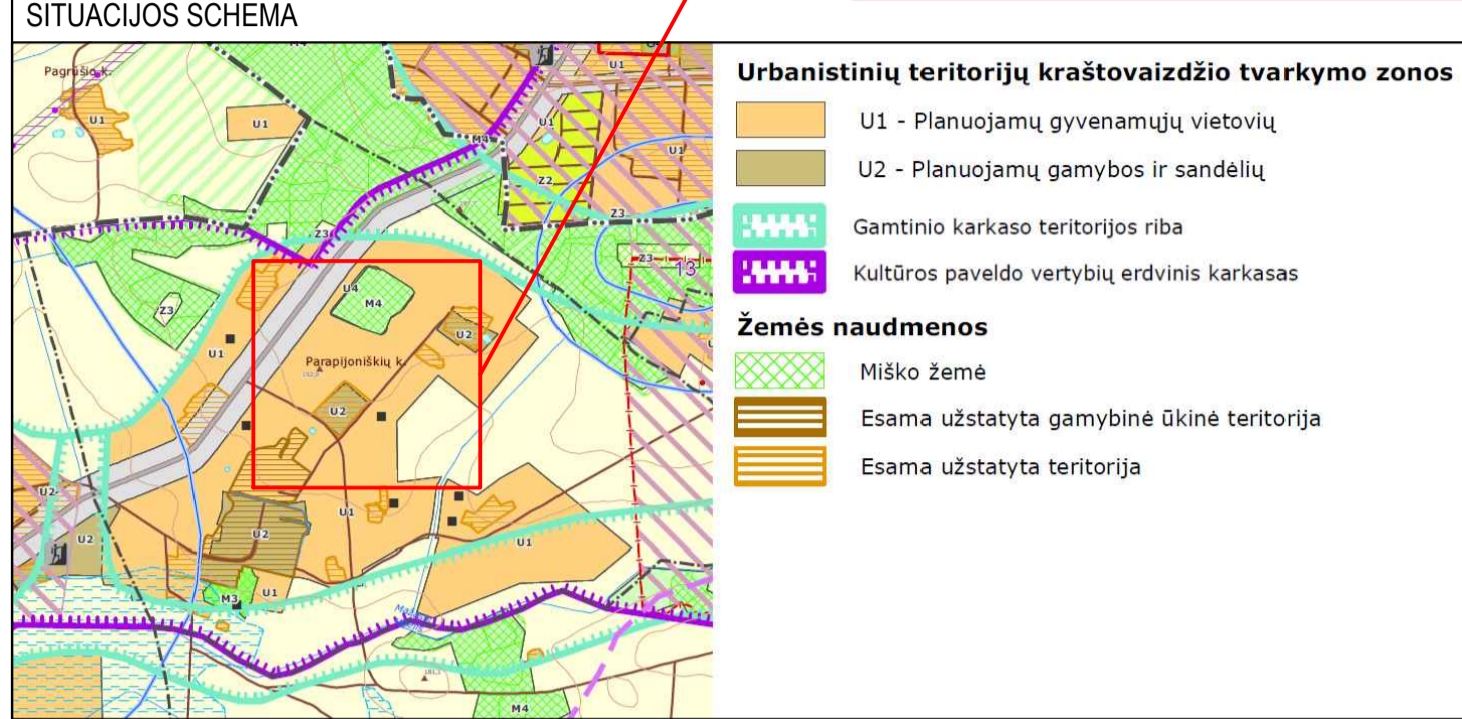 SITUACIJOS SCHEMA
Pagrūšio k.
U1
U1
M4
U1
M4
U1
U1
Z2
Z3
Z3
Z3
13
Z3
U4
M4
U1
U2
Parapijoniškių k.
U2
U2
U1
U2
U2
U1
M3
U1
M4
Urbanistinių teritorijų kraštovaizdžio tvarkymo zonos
U1 - Planuojamų gyvenamųjų vietovių
U2 - Planuojamų gamybos ir sandėlių
Gamtinio karkaso teritorijos riba
Kultūros paveldo vertybių erdvinis karkasas
Žemės naudmenos
Miško žemė
Esama užstatyta gamybinė ūkinė teritorija
Esama užstatyta teritorija